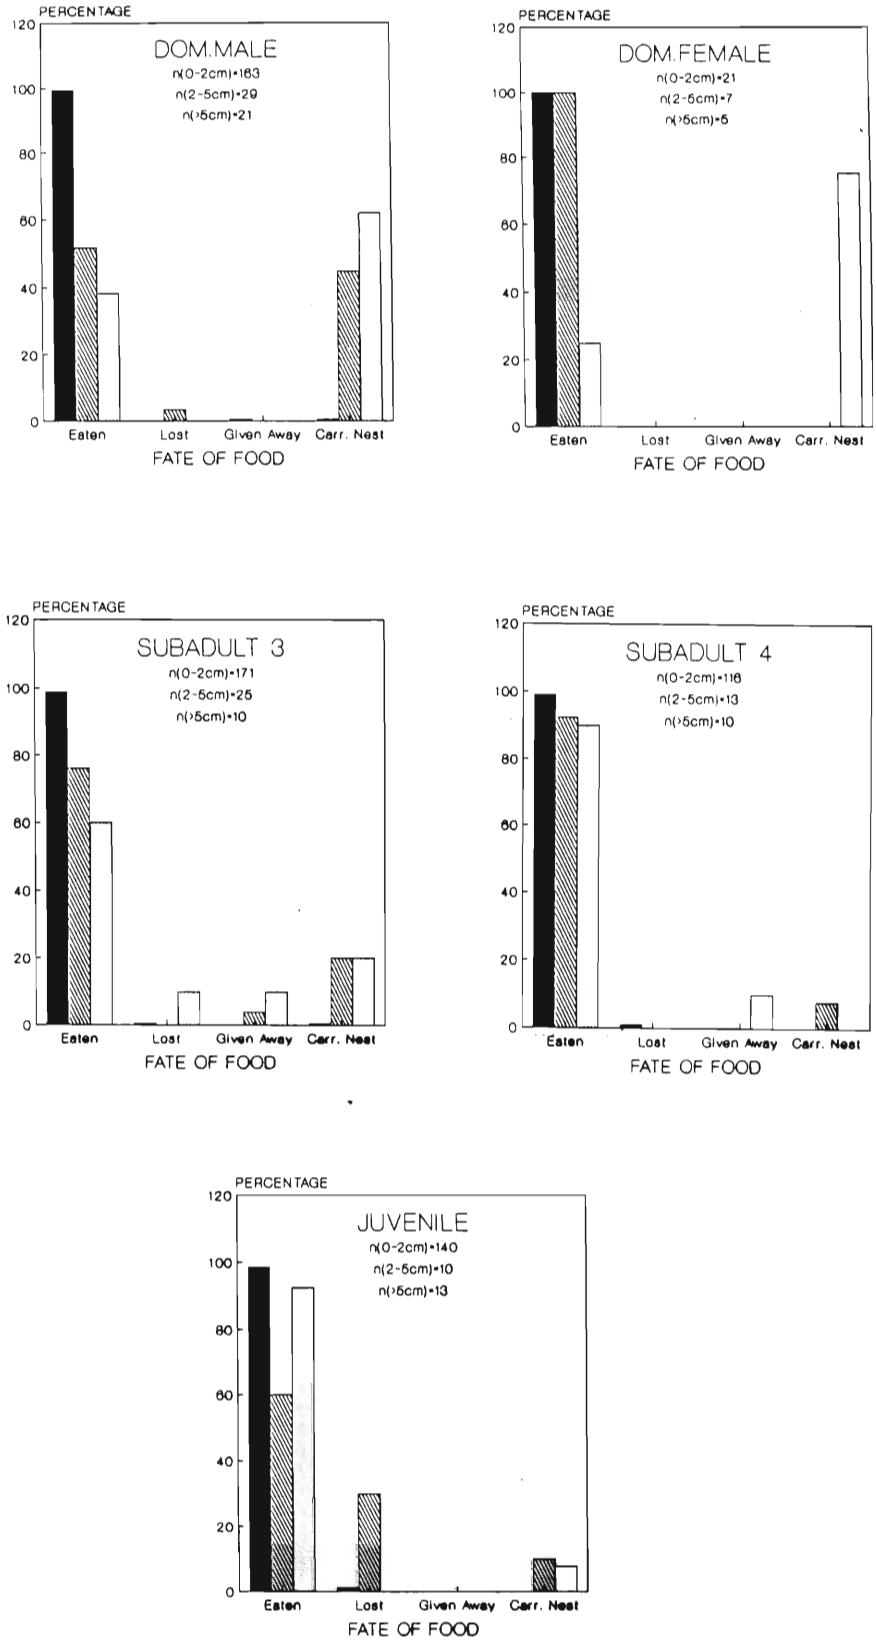 PERCENTAGE
DOM.MALE
n(0-2cm)=163
n(2-5cm)=29
n(>5cm)=21
120
100
80
60
40
20
0
Eaten Lost Given Away Carr. Nest
FATE OF FOOD
PERCENTAGE
DOM.FEMALE
n(0-2cm)=21
n(2-5cm)=7
n(>5cm)=5
120
100
80
60
40
20
0
Eaten Lost Given Away Carr. Nest
FATE OF FOOD
PERCENTAGE
SUBADULT 3
n(0-2cm)=171
n(2-5cm)=25
n(>5cm)=10
120
100
80
60
40
20
0
Eaten Lost Given Away Carr. Nest
FATE OF FOOD
PERCENTAGE
SUBADULT 4
n(0-2cm)=116
n(2-5cm)=13
n(>5cm)=10
120
100
80
60
40
20
0
Eaten Lost Given Away Carr. Nest
FATE OF FOOD
PERCENTAGE
JUVENILE
n(0-2cm)=140
n(2-5cm)=10
n(>5cm)=13
120
100
80
60
40
20
0
Eaten Lost Given Away Carr. Nest
FATE OF FOOD